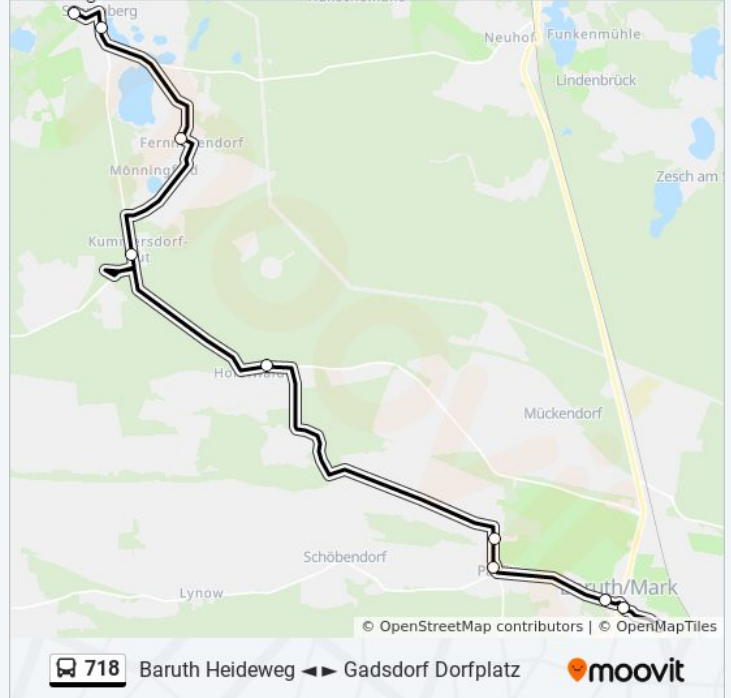 Neuhof
Funkenmühle
Lindenbrück
Zesch am
Mönningfeld
Mückendorf
Schöbendorf
Lynow
Baruth/Mark
© OpenStreetMap contributors | © OpenMapTiles
718 Baruth Heideweg ◄► Gadsdorf Dorfplatz
moovit